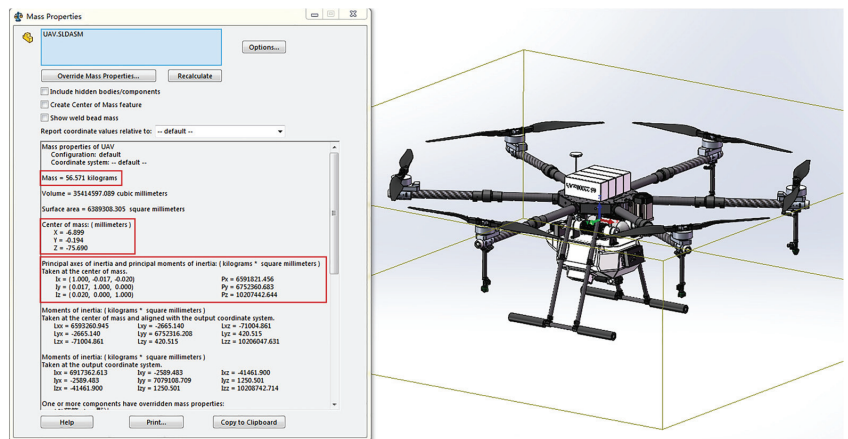 Mass Properties
UAV.SLDASM
Options...
Override Mass Properties...
Recalculate
Include hidden bodies/components
Create Center of Mass feature
Show weld bead mass
Report coordinate values relative to: -- default --
Mass properties of UAV
Configuration: default
Coordinate system: -- default --
Mass = 56.571 kilograms
Volume = 35414597.089 cubic millimeters
Surface area = 6389308.305 square millimeters
Center of mass: ( millimeters )
X = -6.899
Y = -0.194
Z = -75.690
Principal axes of inertia and principal moments of inertia: ( kilograms * square millimeters )
Taken at the center of mass.
Ix = (1.000, -0.017, -0.020) Px = 6591821.456
Iy = (0.017, 1.000, 0.000) Py = 6752360.683
Iz = (0.020, 0.000, 1.000) Pz = 10207442.644
Moments of inertia: ( kilograms * square millimeters )
Taken at the center of mass and aligned with the output coordinate system.
Lxx = 6593260.945 Lxy = -2665.140 Lxz = -71004.861
Lyx = -2665.140 Lyy = 6752316.208 Lyz = 420.515
Lzx = -71004.861 Lzy = 420.515 Lzz = 10206047.631
Moments of inertia: ( kilograms * square millimeters )
Taken at the output coordinate system.
Ixx = 6917362.613 Ixy = -2589.483 Ixz = -41461.900
Iyx = -2589.483 Iyy = 7079108.709 Iyz = 1250.501
Izx = -41461.900 Izy = 1250.501 Izz = 10208742.714
One or more components have overridden mass properties:
Help
Print...
Copy to Clipboard